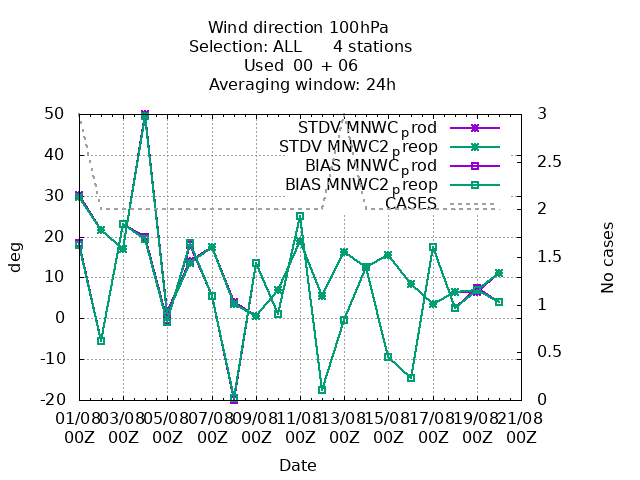 Wind direction 100hPa
Selection: ALL 4 stations
Used 00 + 06
Averaging window: 24h
50 3
STDV MNWC_prod
STDV MNWC2_preop
BIAS MNWC_prod
BIAS MNWC2_preop
CASES
40 2.5
30 2
20 1.5
10 1
0 0.5
-10 0
-20
deg
No cases
01/08 03/08 05/08 07/08 09/08 11/08 13/08 15/08 17/08 19/08 21/08
00Z 00Z 00Z 00Z 00Z 00Z 00Z 00Z 00Z 00Z 00Z
Date